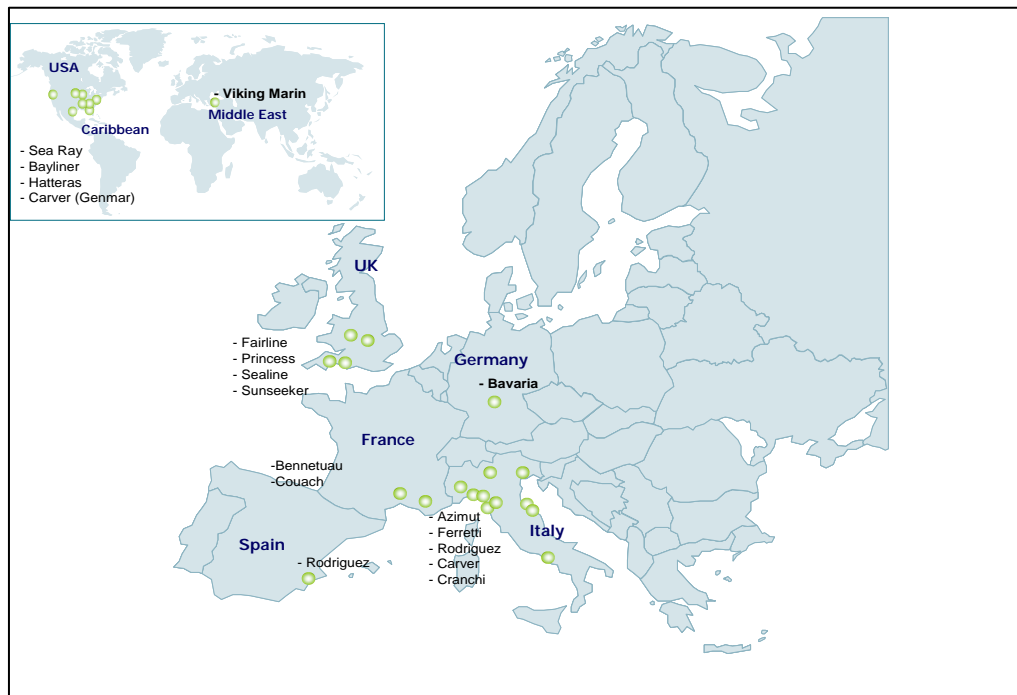 USA
- Viking Marin
Middle East
Caribbean
- Sea Ray
- Bayliner
- Hatteras
- Carver (Genmar)
UK
- Fairline
- Princess
- Sealine
- Sunseeker
Germany
- Bavaria
France
-Bennetuau
-Couach
- Azimut
- Ferretti
- Rodriguez
- Carver
- Cranchi
Italy
Spain
- Rodriguez